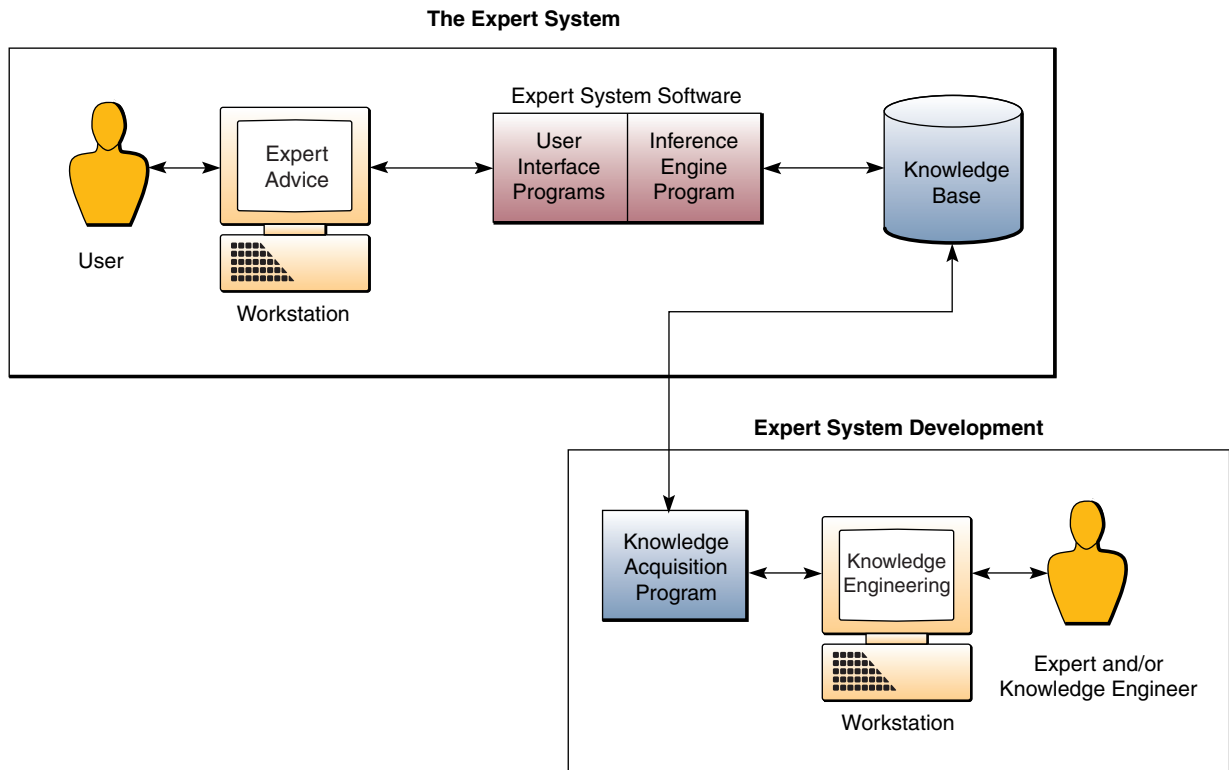 The Expert System
Expert System Software
User
Interface
Programs
Inference
Engine
Program
Expert
Advice
Knowledge
Base
User
Workstation
Expert System Development
Knowledge
Acquisition
Program
Knowledge
Engineering
Expert and/or
Knowledge Engineer
Workstation